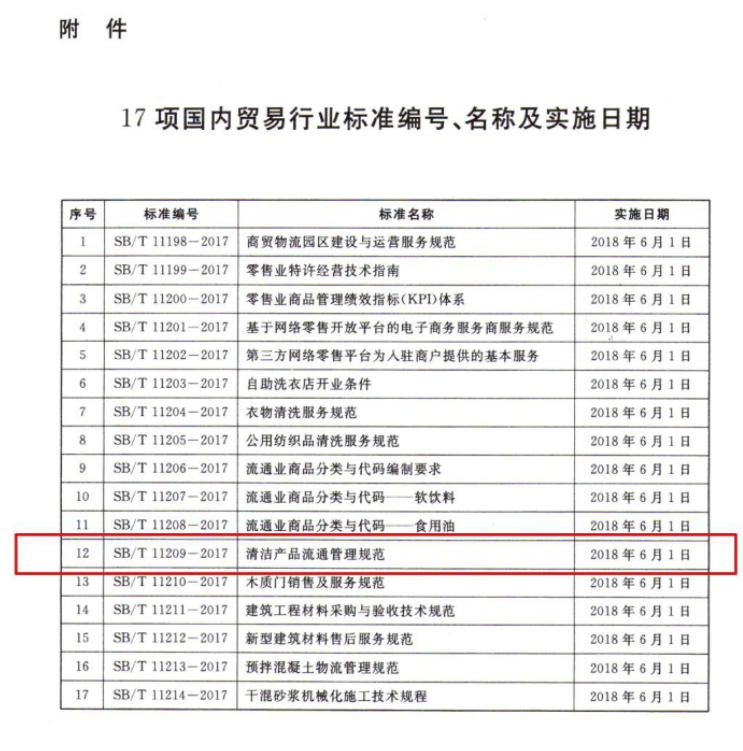 附 件
17 项国内贸易行业标准编号、名称及实施日期
序号 标准编号 标准名称 实施日期
1 SB/T 11198－2017 商贸物流园区建设与运营服务规范 2018 年 6 月 1 日
2 SB/T 11199－2017 零售业特许经营技术指南 2018 年 6 月 1 日
3 SB/T 11200－2017 零售业商品管理绩效指标(KPI)体系 2018 年 6 月 1 日
4 SB/T 11201－2017 基于网络零售开放平台的电子商务服务商服务规范 2018 年 6 月 1 日
5 SB/T 11202－2017 第三方网络零售平台为入驻商户提供的基本服务 2018 年 6 月 1 日
6 SB/T 11203－2017 自助洗衣店开业条件 2018 年 6 月 1 日
7 SB/T 11204－2017 衣物清洗服务规范 2018 年 6 月 1 日
8 SB/T 11205－2017 公用纺织品清洗服务规范 2018 年 6 月 1 日
9 SB/T 11206－2017 流通业商品分类与代码编制要求 2018 年 6 月 1 日
10 SB/T 11207－2017 流通业商品分类与代码——软饮料 2018 年 6 月 1 日
11 SB/T 11208－2017 流通业商品分类与代码——食用油 2018 年 6 月 1 日
12 SB/T 11209－2017 清洁产品流通管理规范 2018 年 6 月 1 日
13 SB/T 11210－2017 木质门销售及服务规范 2018 年 6 月 1 日
14 SB/T 11211－2017 建筑工程材料采购与验收技术规范 2018 年 6 月 1 日
15 SB/T 11212－2017 新型建筑材料售后服务规范 2018 年 6 月 1 日
16 SB/T 11213－2017 预拌混凝土物流管理规范 2018 年 6 月 1 日
17 SB/T 11214－2017 干混砂浆机械化施工技术规程 2018 年 6 月 1 日